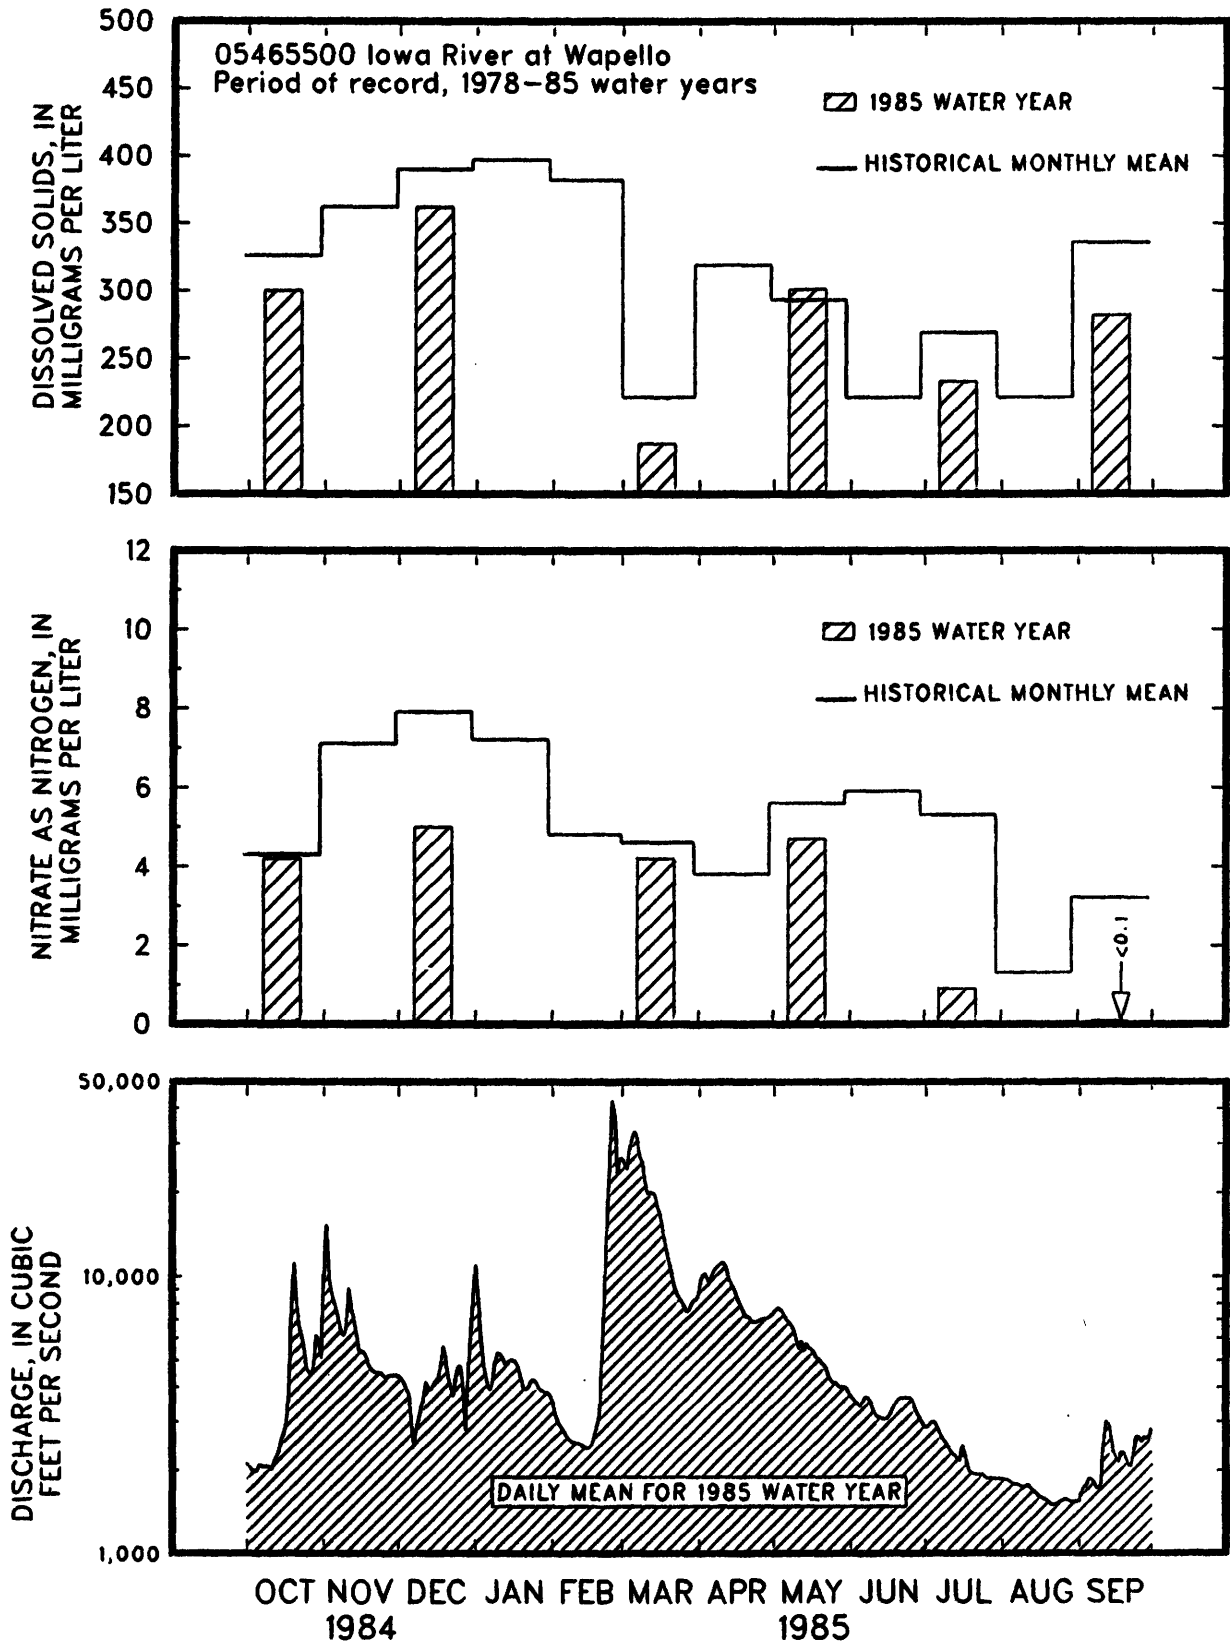 05465500 Iowa River at Wapello
Period of record, 1978-85 water years
DISSOLVED SOLIDS, IN
MILLIGRAMS PER LITER
500
450
400
350
300
250
200
150
1985 WATER YEAR
HISTORICAL MONTHLY MEAN
NITRATE AS NITROGEN, IN
MILLIGRAMS PER LITER
12
10
8
6
4
2
0
1985 WATER YEAR
HISTORICAL MONTHLY MEAN
<0.1
DISCHARGE, IN CUBIC
FEET PER SECOND
50,000
10,000
1,000
DAILY MEAN FOR 1985 WATER YEAR
OCT NOV DEC JAN FEB MAR APR MAY JUN JUL AUG SEP
1984 1985